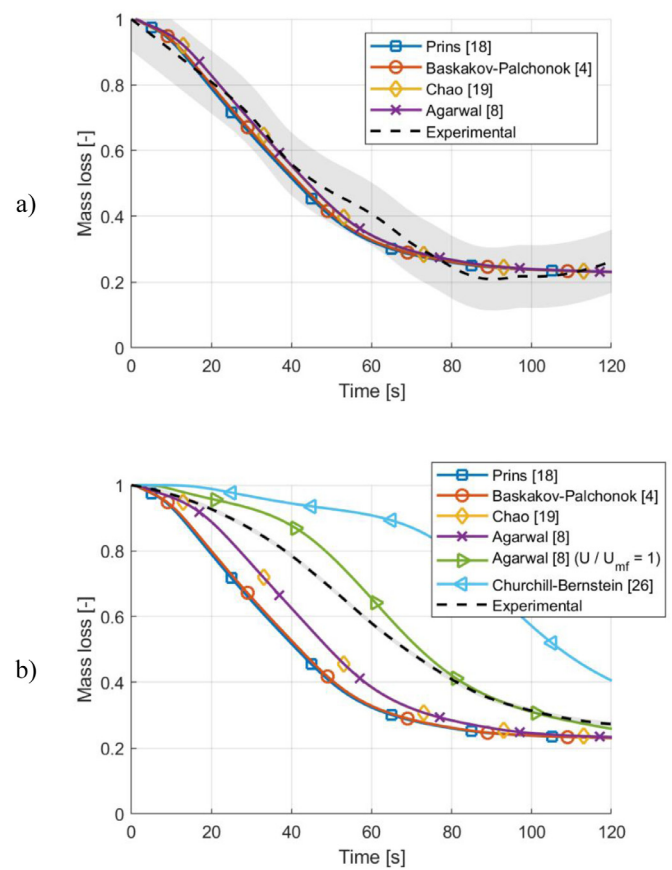 a)
Mass loss [-]
1
0.8
0.6
0.4
0.2
0
Prins [18]
Baskakov-Palchonok [4]
Chao [19]
Agarwal [8]
Experimental
0 20 40 60 80 100 120
Time [s]
b)
Mass loss [-]
1
0.8
0.6
0.4
0.2
0
Prins [18]
Baskakov-Palchonok [4]
Chao [19]
Agarwal [8]
Agarwal [8] (U / Umf = 1)
Churchill-Bernstein [26]
Experimental
0 20 40 60 80 100 120
Time [s]